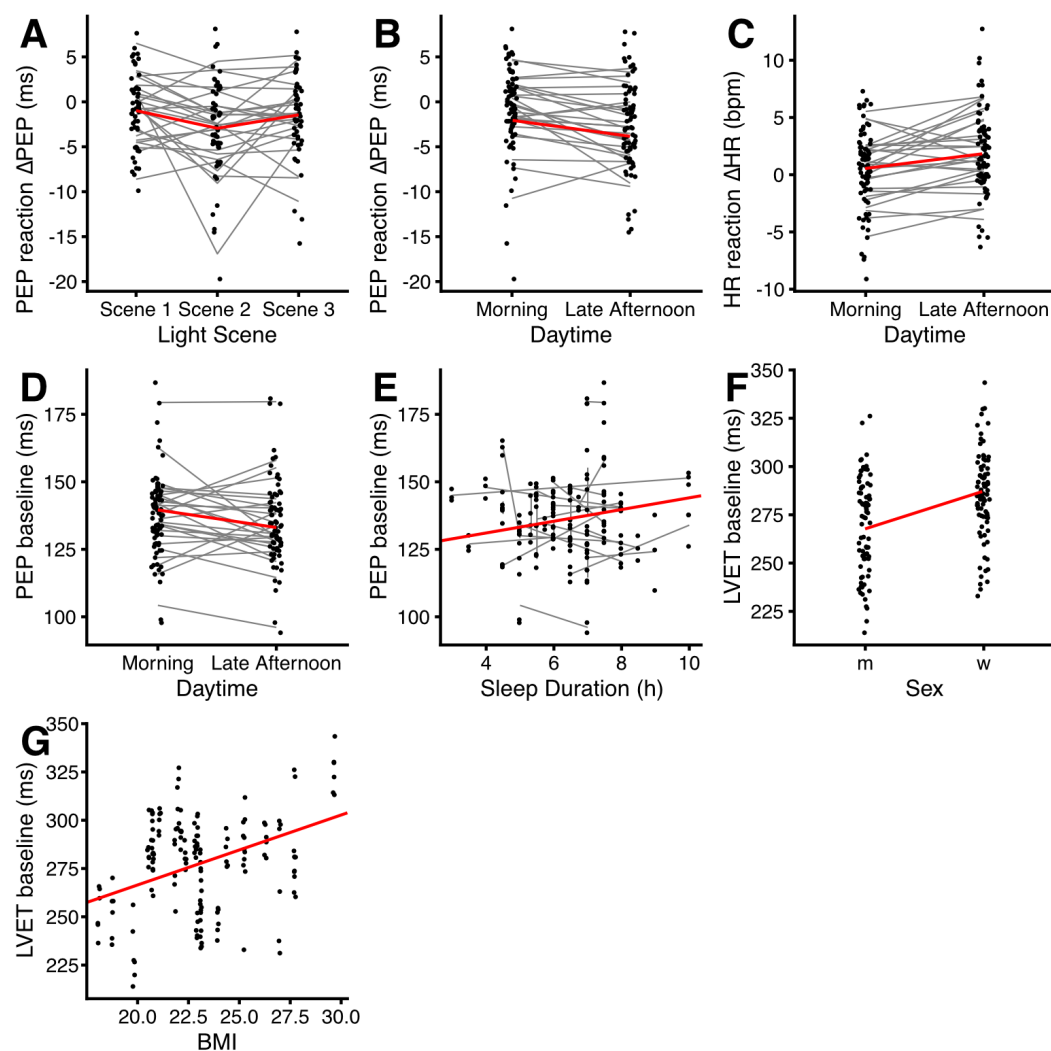 A
PEP reaction ΔPEP (ms)
5
0
-5
-10
-15
-20
Scene 1 Scene 2 Scene 3
Light Scene
B
PEP reaction ΔPEP (ms)
5
0
-5
-10
-15
-20
Morning Late Afternoon
Daytime
C
HR reaction ΔHR (bpm)
10
5
0
-5
-10
Morning Late Afternoon
Daytime
D
PEP baseline (ms)
175
150
125
100
Morning Late Afternoon
Daytime
E
PEP baseline (ms)
175
150
125
100
4 6 8 10
Sleep Duration (h)
F
LVET baseline (ms)
350
325
300
275
250
225
m w
Sex
G
LVET baseline (ms)
350
325
300
275
250
225
20.0 22.5 25.0 27.5 30.0
BMI